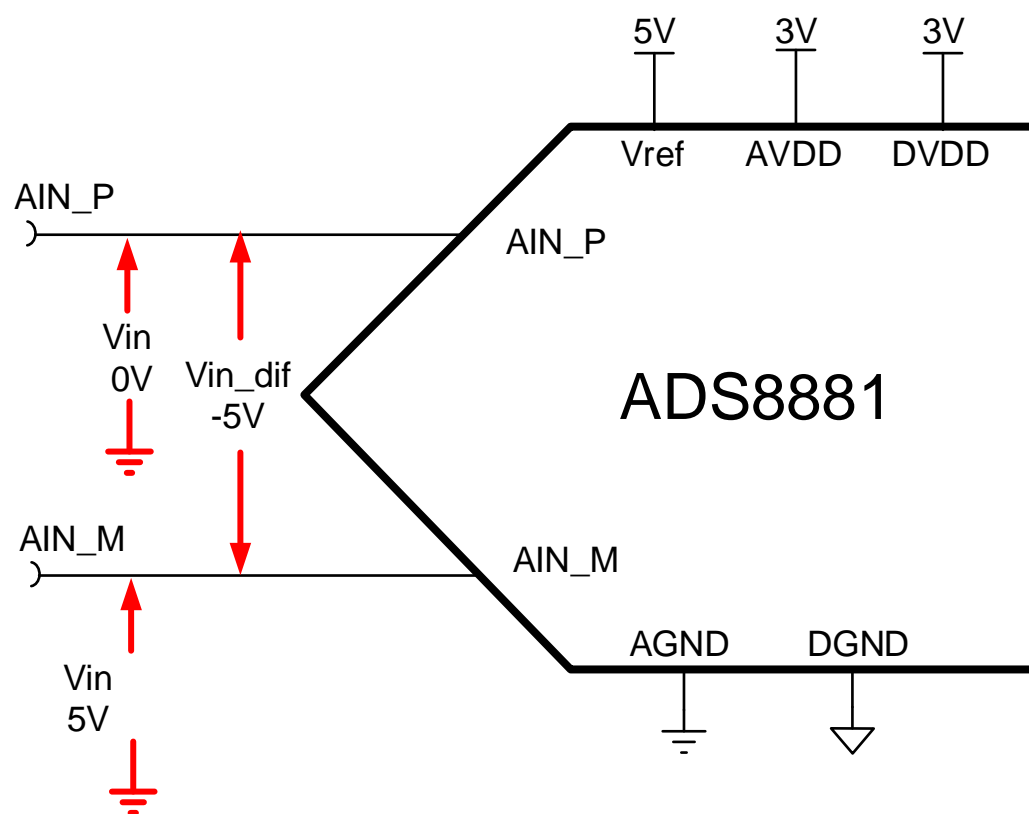 5V 3V 3V
Vref AVDD DVDD
AIN_P
AIN_P
Vin
0V
Vin_dif
-5V
ADS8881
AIN_M
AIN_M
AGND DGND
Vin
5V